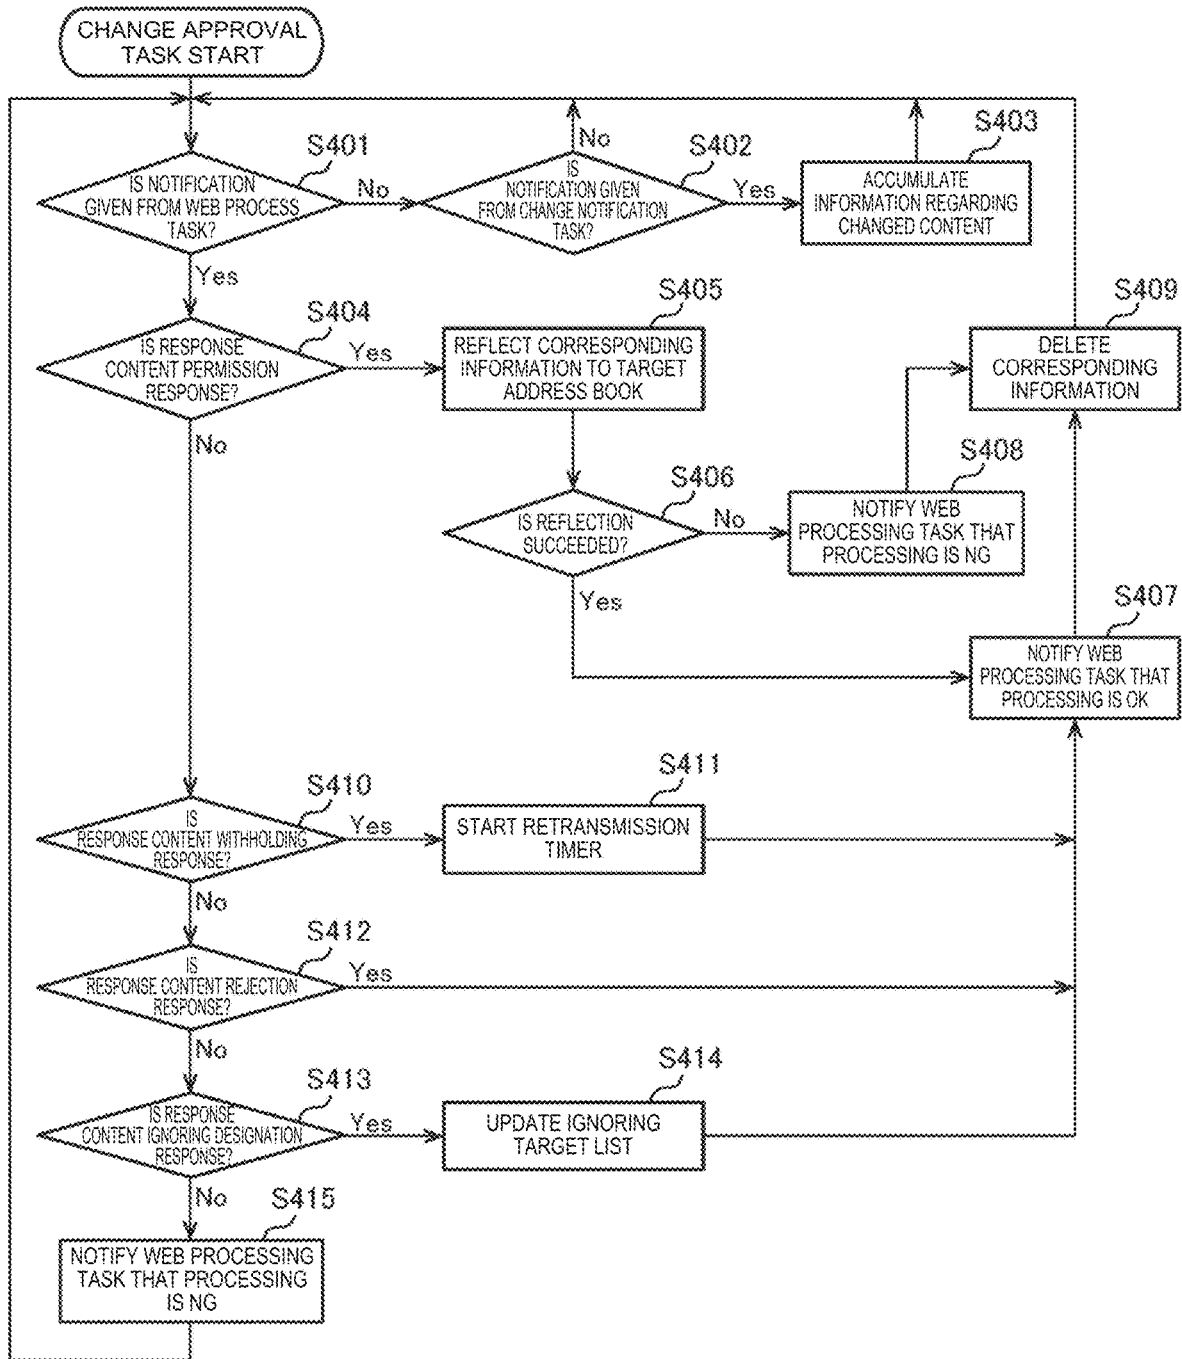 CHANGE APPROVAL
TASK START
S401
IS NOTIFICATION
GIVEN FROM WEB PROCESS
TASK?
No
Yes
S402
IS
NOTIFICATION GIVEN
FROM CHANGE NOTIFICATION
TASK?
No
Yes
S403
ACCUMULATE
INFORMATION REGARDING
CHANGED CONTENT
S404
IS RESPONSE
CONTENT PERMISSION
RESPONSE?
Yes
No
S405
REFLECT CORRESPONDING
INFORMATION TO TARGET
ADDRESS BOOK
S409
DELETE
CORRESPONDING
INFORMATION
S406
IS REFLECTION
SUCCEEDED?
No
Yes
S408
NOTIFY WEB
PROCESSING TASK THAT
PROCESSING IS NG
S407
NOTIFY WEB
PROCESSING TASK THAT
PROCESSING IS OK
S410
IS
RESPONSE CONTENT WITHHOLDING
RESPONSE?
Yes
No
S411
START RETRANSMISSION
TIMER
S412
IS
RESPONSE CONTENT REJECTION
RESPONSE?
Yes
No
S413
IS RESPONSE
CONTENT IGNORING DESIGNATION
RESPONSE?
Yes
No
S414
UPDATE IGNORING
TARGET LIST
S415
NOTIFY WEB PROCESSING
TASK THAT PROCESSING
IS NG